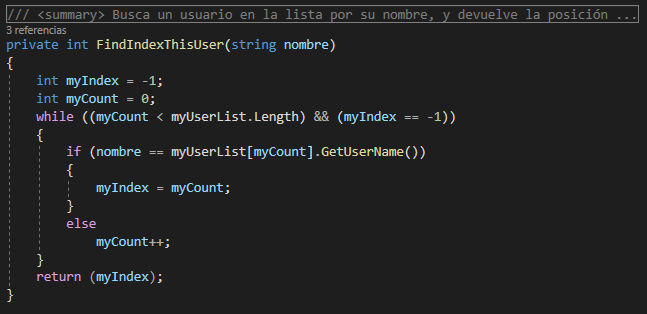 /// <summary> Busca un usuario en la lista por su nombre, y devuelve la posición ...
3 referencias
private int FindIndexThisUser(string nombre)
{
    int myIndex = -1;
    int myCount = 0;
    while ((myCount < myUserList.Length) && (myIndex == -1))
    {
        if (nombre == myUserList[myCount].GetUserName())
        {
            myIndex = myCount;
        }
        else
            myCount++;
    }
    return (myIndex);
}